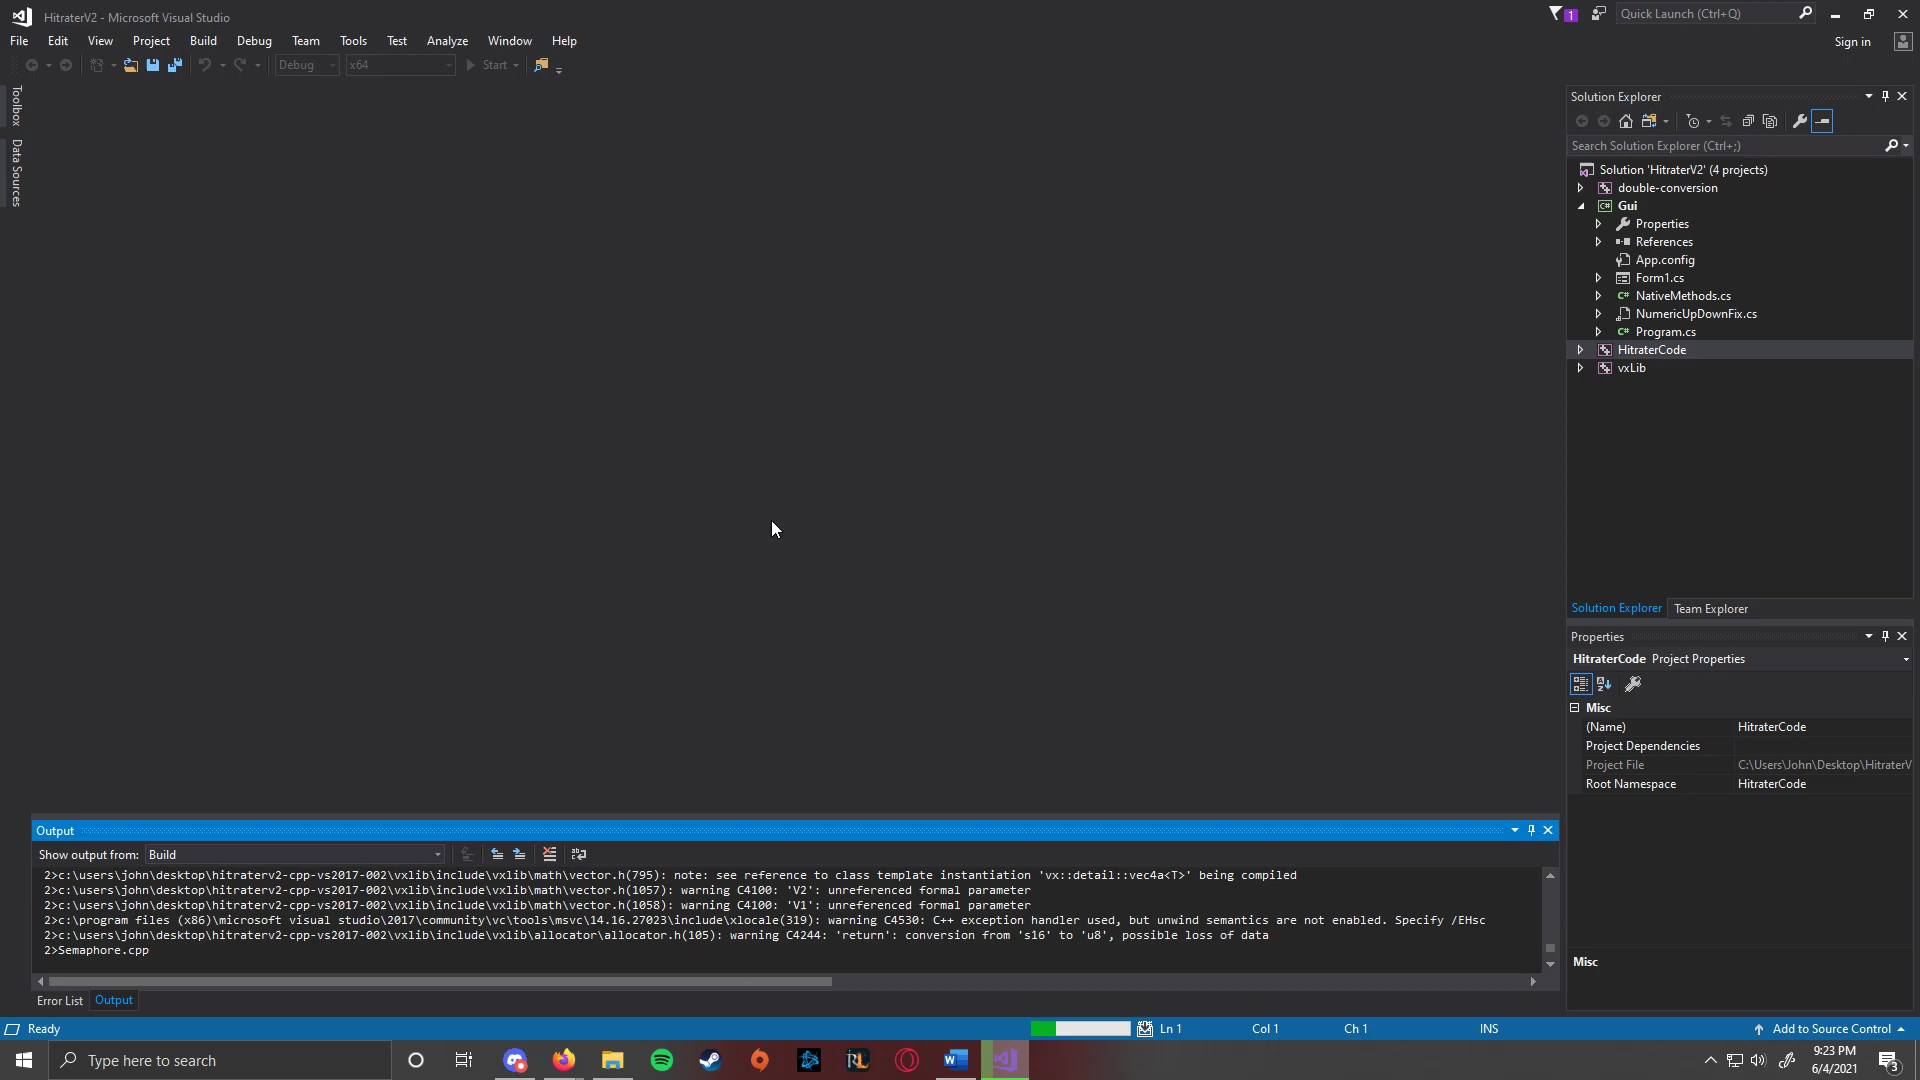 HitraterV2 - Microsoft Visual Studio
1
Quick Launch (Ctrl+Q)
File Edit View Project Build Debug Team Tools Test Analyze Window Help
Sign in
Debug x64 Start
Toolbox
Data Sources
Solution Explorer
Search Solution Explorer (Ctrl+;)
Solution 'HitraterV2' (4 projects)
double-conversion
Gui
Properties
References
App.config
Form1.cs
NativeMethods.cs
NumericUpDownFix.cs
Program.cs
HitraterCode
vxLib
Solution Explorer Team Explorer
Properties
HitraterCode Project Properties
Misc
(Name) HitraterCode
Project Dependencies
Project File C:\Users\John\Desktop\HitraterV
Root Namespace HitraterCode
Misc
Output
Show output from: Build
2>c:\users\john\desktop\hitraterv2-cpp-vs2017-002\vxlib\include\vxlib\math\vector.h(795): note: see reference to class template instantiation 'vx::detail::vec4a<T>' being compiled
2>c:\users\john\desktop\hitraterv2-cpp-vs2017-002\vxlib\include\vxlib\math\vector.h(1057): warning C4100: 'V2': unreferenced formal parameter
2>c:\users\john\desktop\hitraterv2-cpp-vs2017-002\vxlib\include\vxlib\math\vector.h(1058): warning C4100: 'V1': unreferenced formal parameter
2>c:\program files (x86)\microsoft visual studio\2017\community\vc\tools\msvc\14.16.27023\include\xlocale(319): warning C4530: C++ exception handler used, but unwind semantics are not enabled. Specify /EHsc
2>c:\users\john\desktop\hitraterv2-cpp-vs2017-002\vxlib\include\vxlib\allocator\allocator.h(105): warning C4244: 'return': conversion from 's16' to 'u8', possible loss of data
2>Semaphore.cpp
Error List Output
Ready Ln 1 Col 1 Ch 1 INS Add to Source Control
Type here to search
9:23 PM
6/4/2021
3